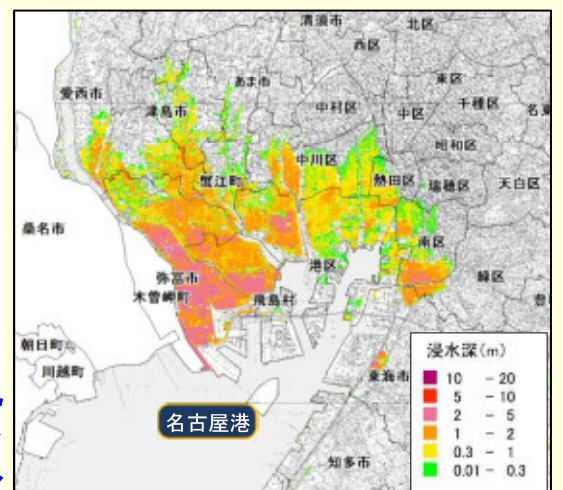 清須市
北区
西区
東区
あま市
愛西市
津島市
中村区
中区
千種区
名東
昭和区
中川区
蟹江町
熱田区
瑞穂区
天白区
桑名市
南区
港区
緑区
弥冨市
木曽岬町
飛島村
朝日町
川越町
東海市
名古屋港
知多市
浸水深(m)
10 - 20
5 - 10
2 - 5
1 - 2
0.3 - 1
0.01 - 0.3